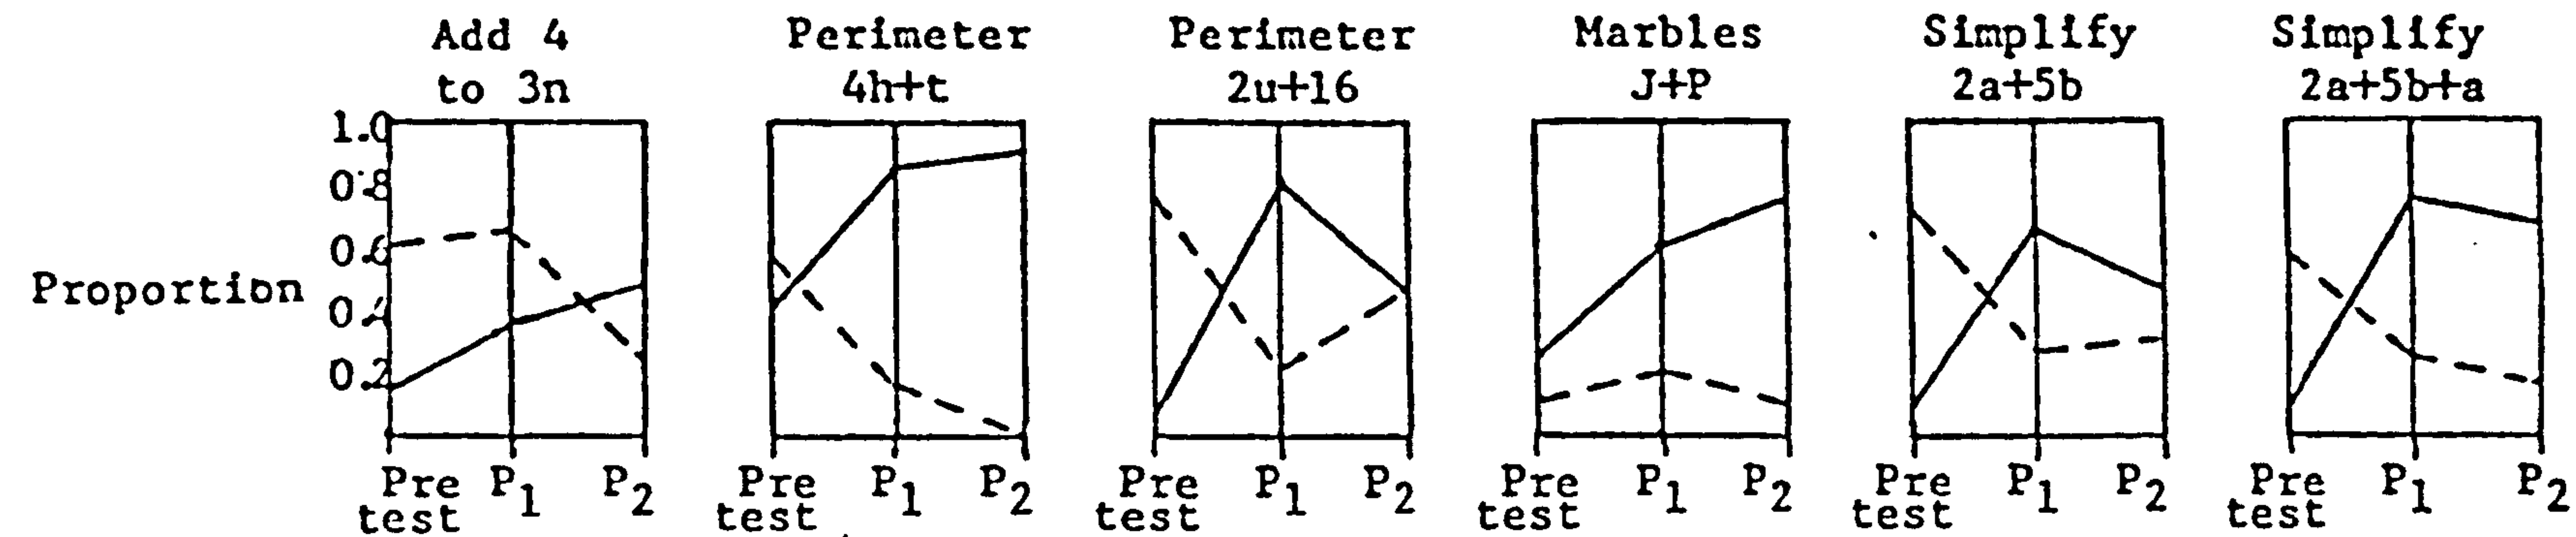 Add 4 Perimeter Perimeter Marbles Simplify Simplify
to 3n 4h+t 2u+16 J+P 2a+5b 2a+5b+a
1.0
0.8
0.6
Proportion
0.4
0.2
Pre P1 P2 Pre P1 P2 Pre P1 P2 Pre P1 P2 Pre P1 P2 Pre P1 P2
test test test test test test